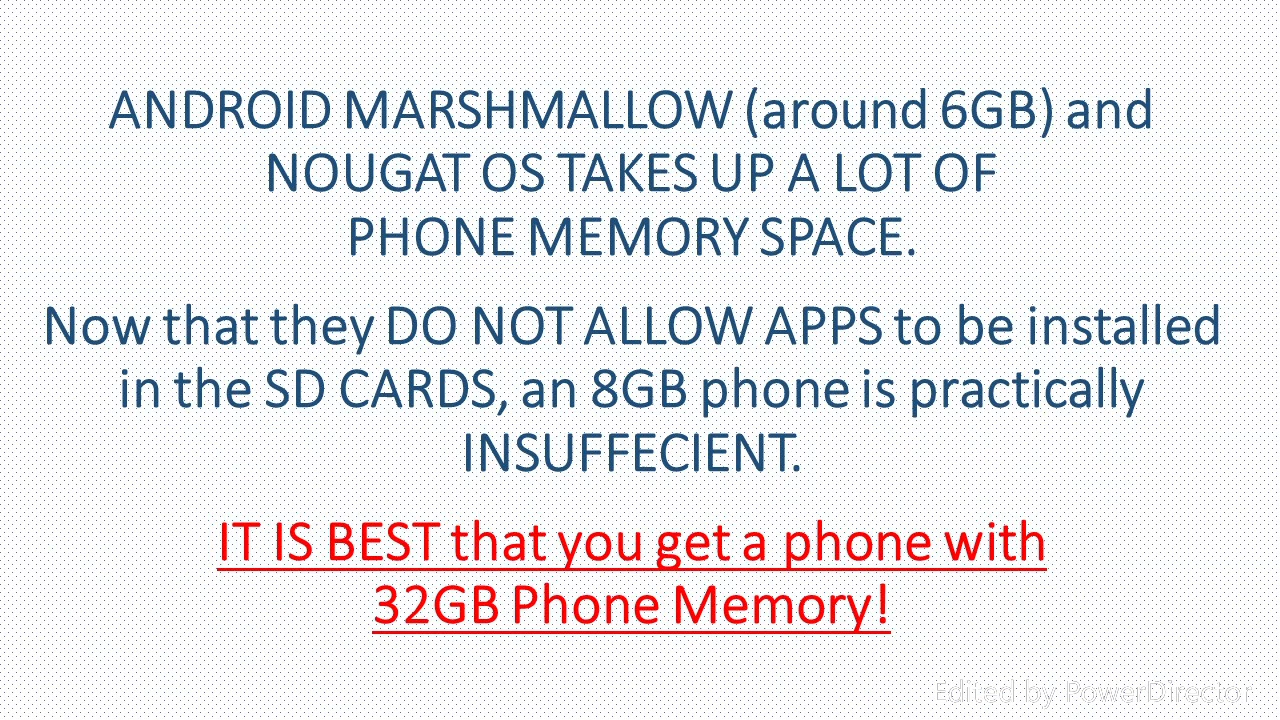 ANDROID MARSHMALLOW (around 6GB) and
NOUGAT OS TAKES UP A LOT OF
PHONE MEMORY SPACE.
Now that they DO NOT ALLOW APPS to be installed
in the SD CARDS, an 8GB phone is practically
INSUFFECIENT.
IT IS BEST that you get a phone with
32GB Phone Memory!
Edited by PowerDirector